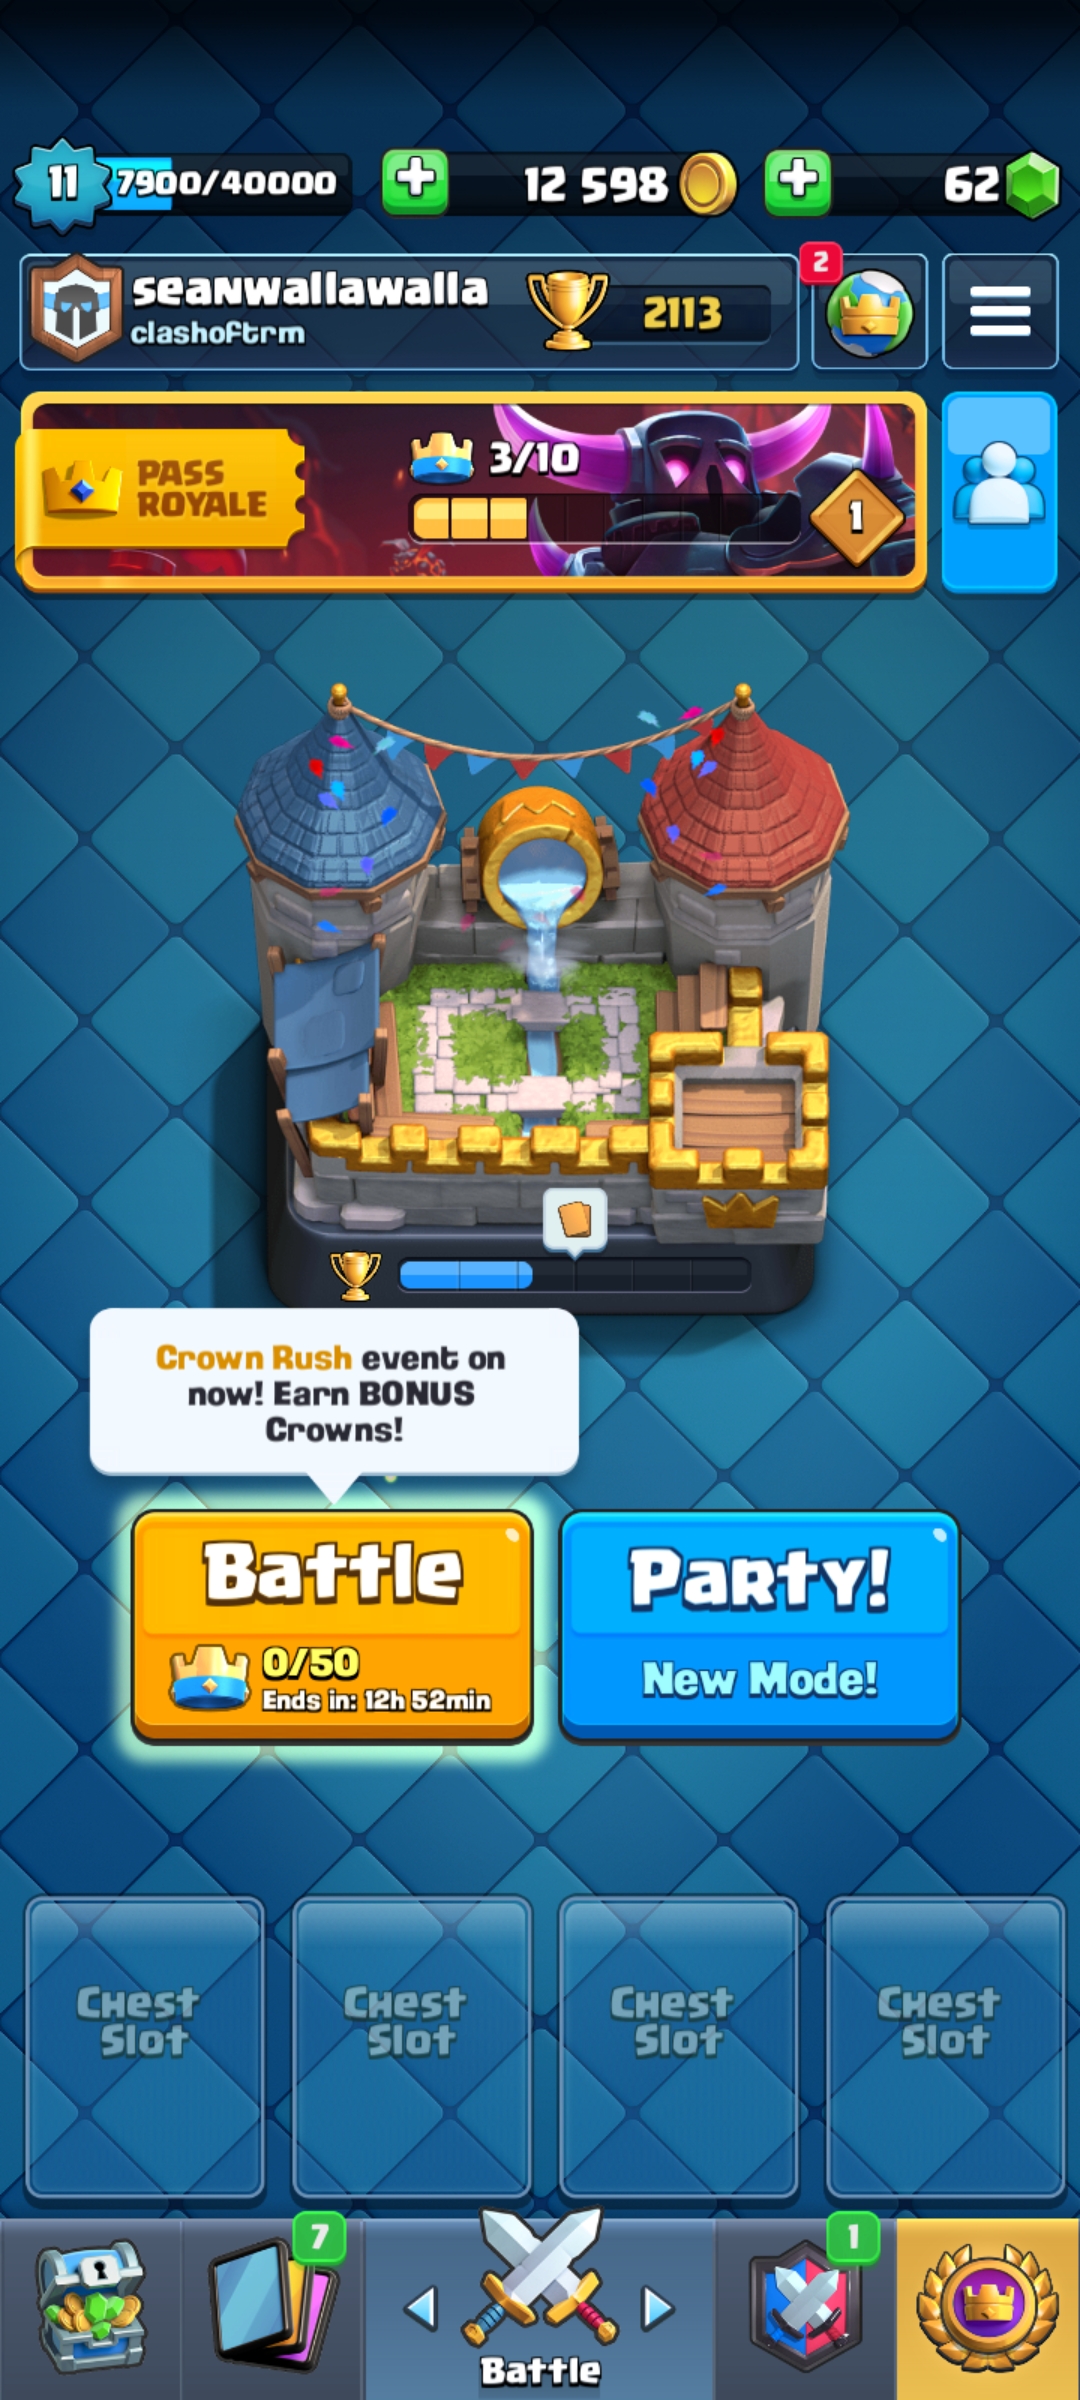 11
7900/40000
12 598
62
seanwallawalla
2113
2
clashoftrm
PASS
ROYALE
3/10
1
Crown Rush event on
now! Earn BONUS
Crowns!
Battle
0/50
Ends in: 12h 52min
Party!
New Mode!
Chest
Slot
Chest
Slot
Chest
Slot
Chest
Slot
7
1
Battle